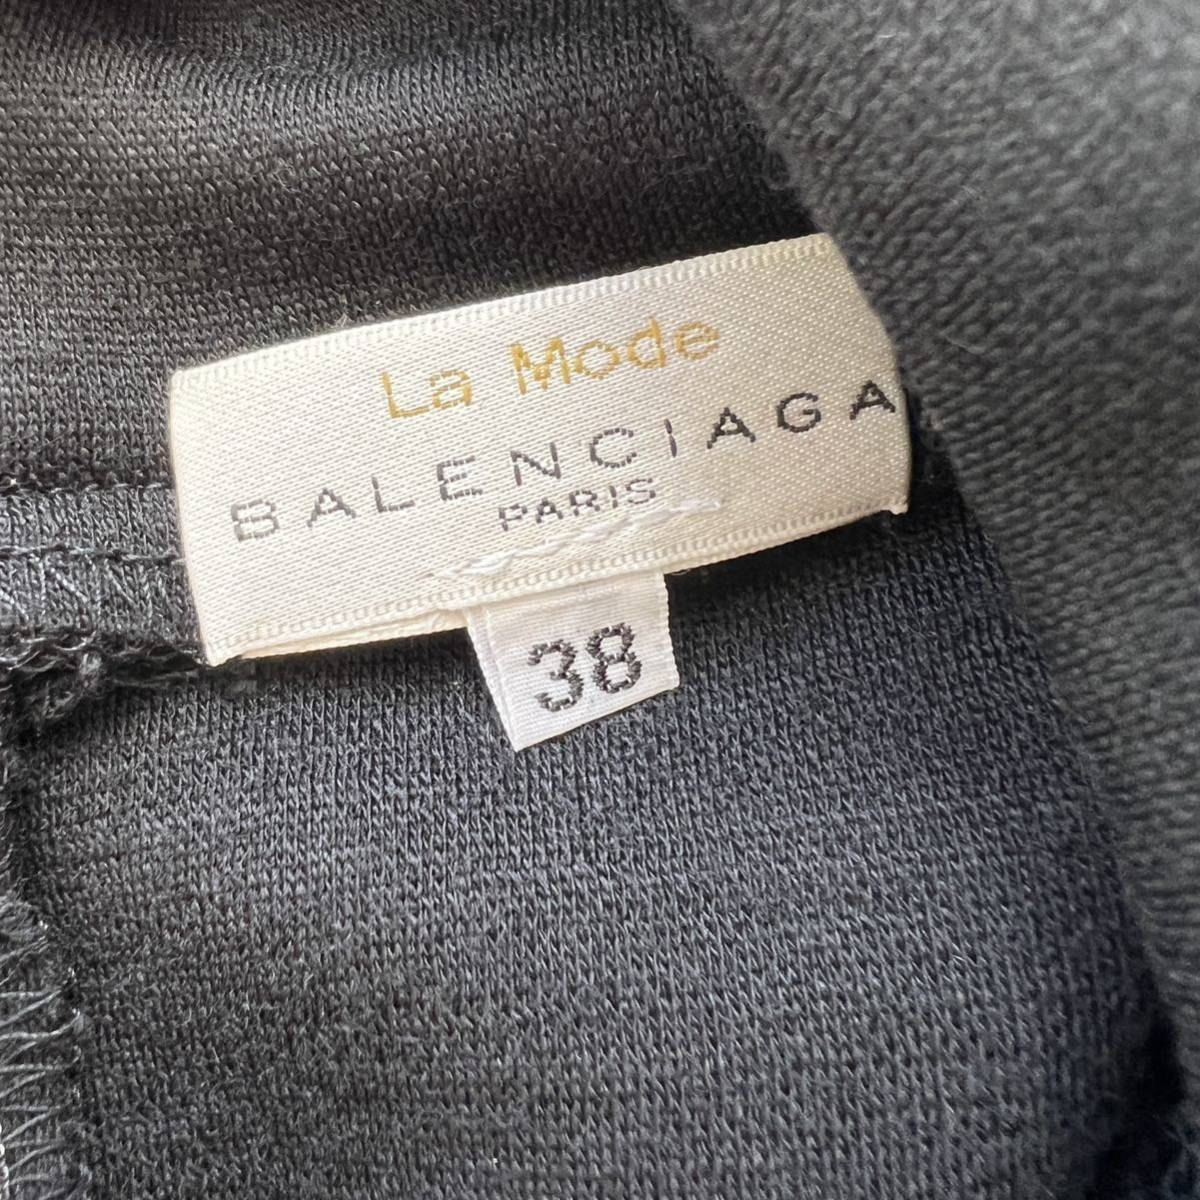 La Mode
BALENCIAGA
PARIS
38